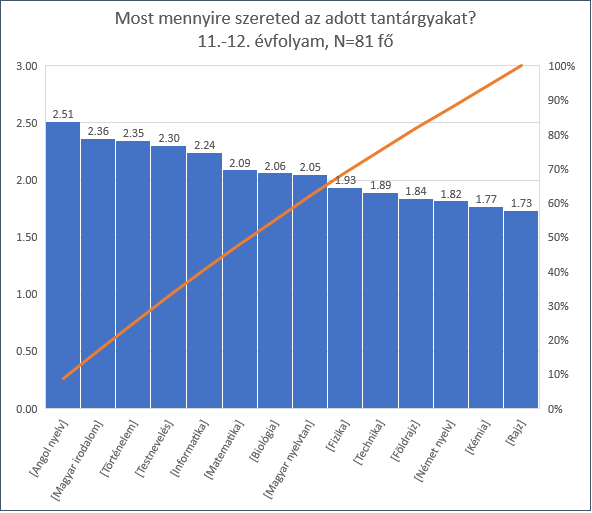 Most mennyire szereted az adott tantárgyakat?
11.-12. évfolyam, N=81 fő
3.00
2.50
2.00
1.50
1.00
0.50
0.00
2.51
2.36
2.35
2.30
2.24
2.09
2.06
2.05
1.93
1.89
1.84
1.82
1.77
1.73
100%
90%
80%
70%
60%
50%
40%
30%
20%
10%
0%
[Angol nyelv]
[Magyar irodalom]
[Történelem]
[Testnevelés]
[Informatika]
[Matematika]
[Biológia]
[Magyar nyelvtan]
[Fizika]
[Technika]
[Földrajz]
[Német nyelv]
[Kémia]
[Rajz]